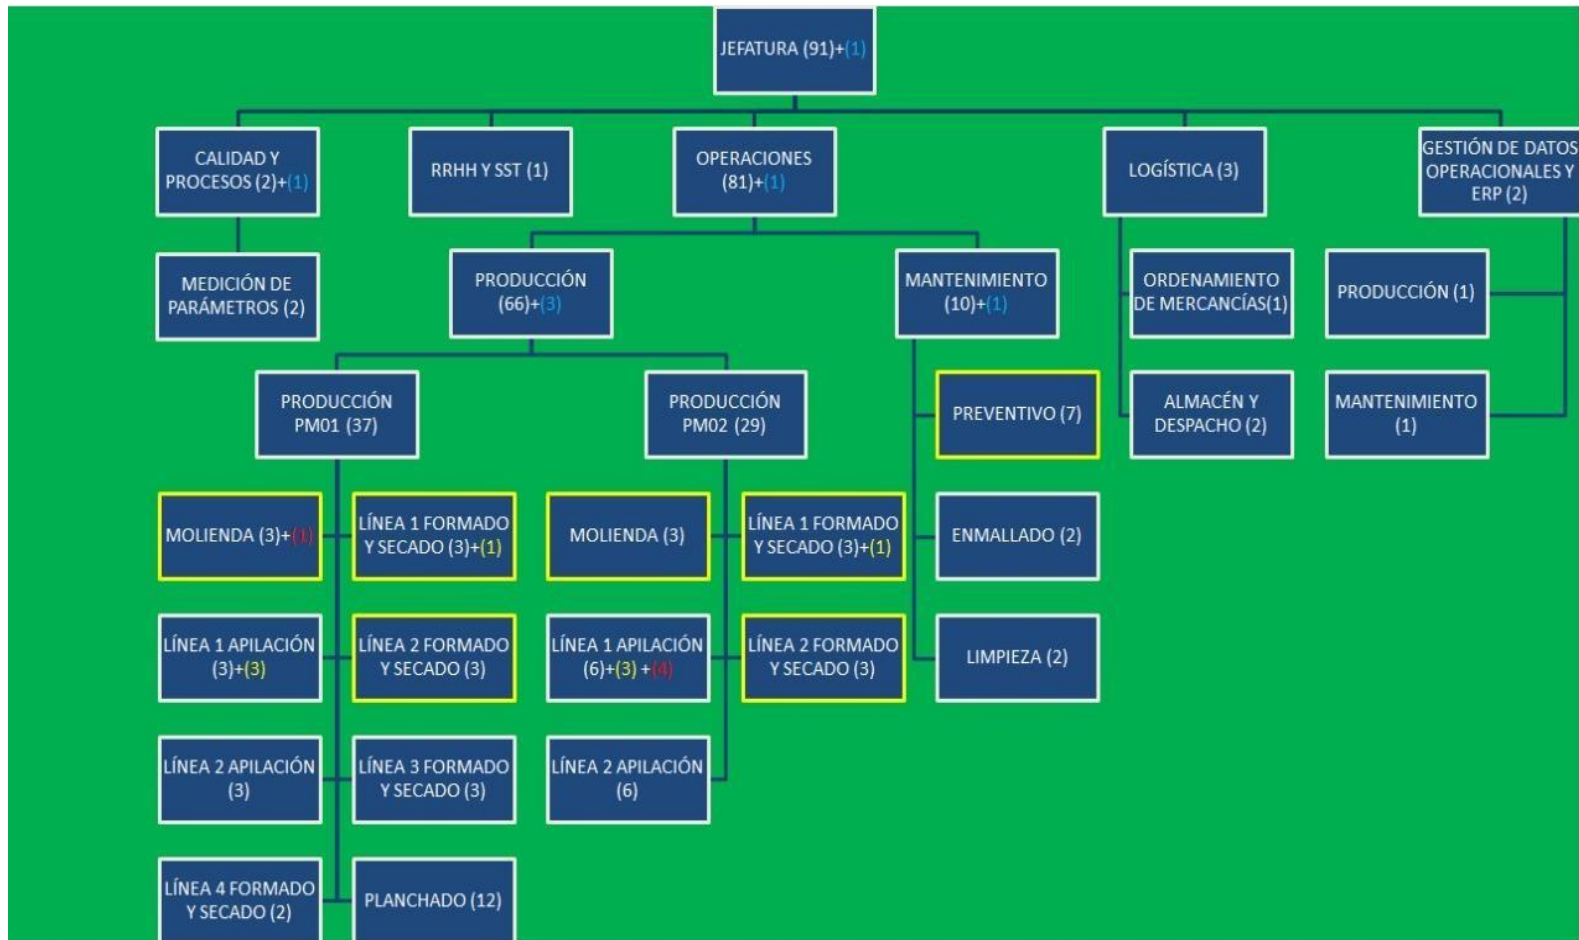 JEFATURA (91)+(1)
CALIDAD Y
PROCESOS (2)+(1)
RRHH Y SST (1)
OPERACIONES
(81)+(1)
LOGÍSTICA (3)
GESTIÓN DE DATOS
OPERACIONALES Y
ERP (2)
MEDICIÓN DE
PARÁMETROS (2)
PRODUCCIÓN
(66)+(3)
MANTENIMIENTO
(10)+(1)
ORDENAMIENTO
DE MERCANCÍAS(1)
PRODUCCIÓN (1)
PRODUCCIÓN
PM01 (37)
PRODUCCIÓN
PM02 (29)
PREVENTIVO (7)
ALMACÉN Y
DESPACHO (2)
MANTENIMIENTO
(1)
MOLIENDA (3)+(1)
LÍNEA 1 FORMADO
Y SECADO (3)+(1)
MOLIENDA (3)
LÍNEA 1 FORMADO
Y SECADO (3)+(1)
ENMALLADO (2)
LÍNEA 1 APILACIÓN
(3)+(3)
LÍNEA 2 FORMADO
Y SECADO (3)
LÍNEA 1 APILACIÓN
(6)+(3) +(4)
LÍNEA 2 FORMADO
Y SECADO (3)
LIMPIEZA (2)
LÍNEA 2 APILACIÓN
(3)
LÍNEA 3 FORMADO
Y SECADO (3)
LÍNEA 2 APILACIÓN
(6)
LÍNEA 4 FORMADO
Y SECADO (2)
PLANCHADO (12)